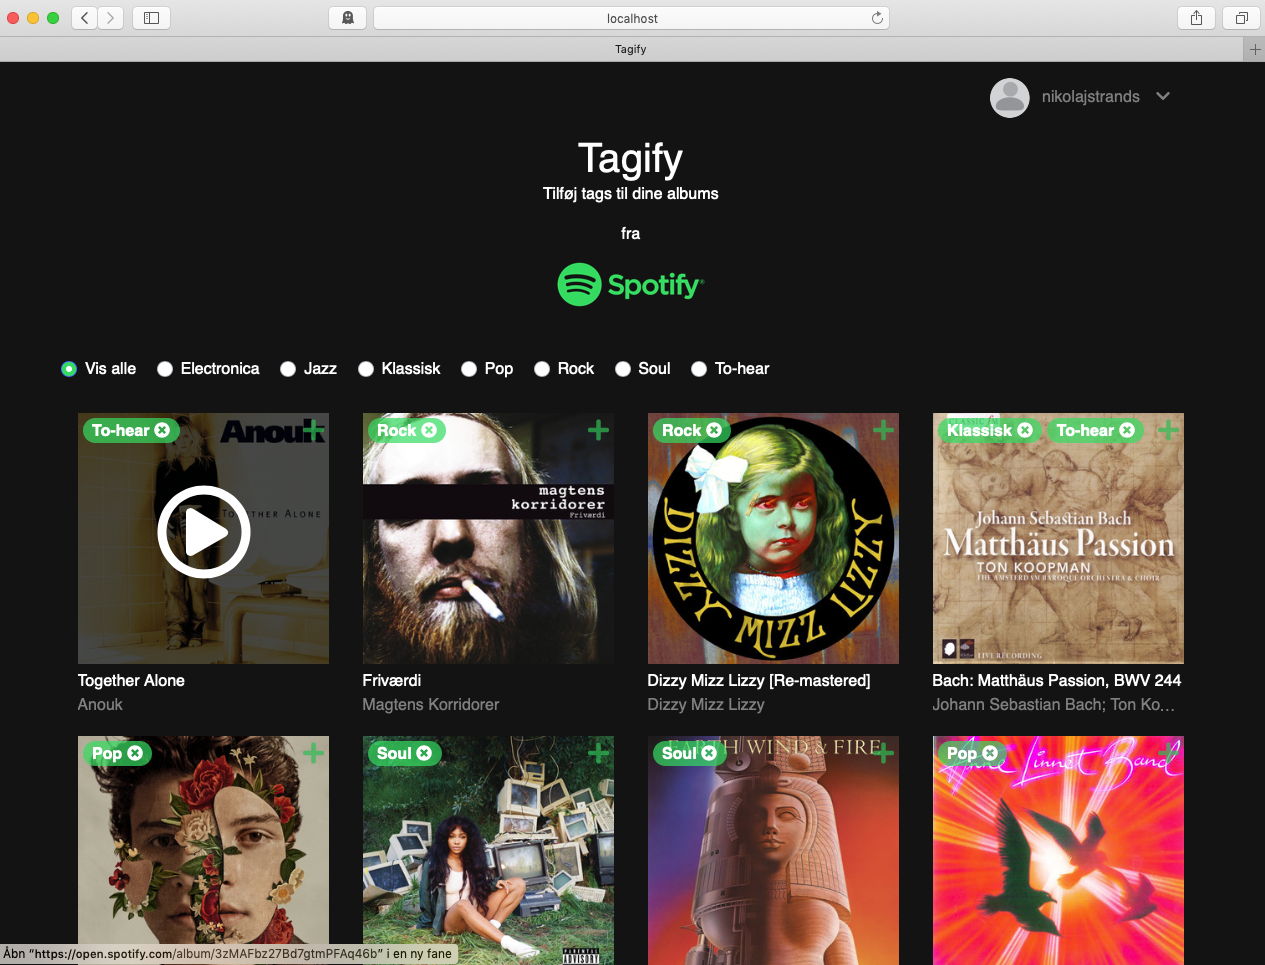 localhost
Tagify
nikolajstrands
Tagify
Tilføj tags til dine albums
fra
Spotify®
Vis alle Electronica Jazz Klassisk Pop Rock Soul To-hear
To-hear
Anouk
Together Alone
Rock
magtens
korridorer
Friværdi
Rock
DIZZY MIZZ LIZZY
Klassisk To-hear
Johann Sebastian Bach
Matthäus Passion
TON KOOPMAN
THE AMSTERDAM BAROQUE ORCHESTRA & CHOIR
LIVE RECORDING
Together Alone
Anouk
Friværdi
Magtens Korridorer
Dizzy Mizz Lizzy [Re-mastered]
Dizzy Mizz Lizzy
Bach: Matthäus Passion, BWV 244
Johann Sebastian Bach; Ton Ko...
Pop
Soul
PARENTAL
ADVISORY
Soul
EARTH WIND & FIRE
Pop
Anne Linnet Band
Åbn "https://open.spotify.com/album/3zMAFbz27Bd7gtmPFAq46b" i en ny fane